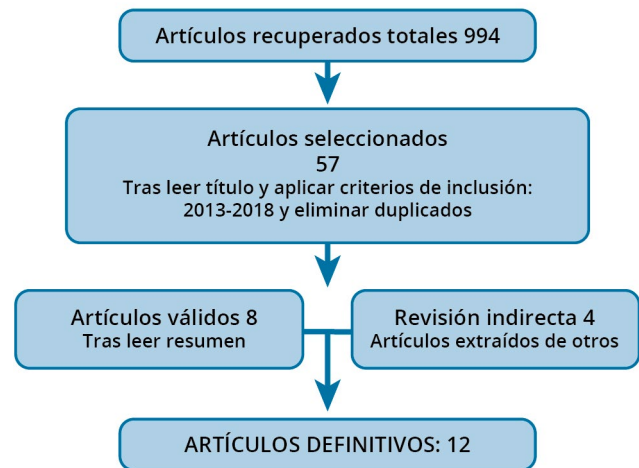 Artículos recuperados totales 994
Artículos seleccionados
57
Tras leer título y aplicar criterios de inclusión:
2013-2018 y eliminar duplicados
Artículos válidos 8
Tras leer resumen
Revisión indirecta 4
Artículos extraídos de otros
ARTÍCULOS DEFINITIVOS: 12